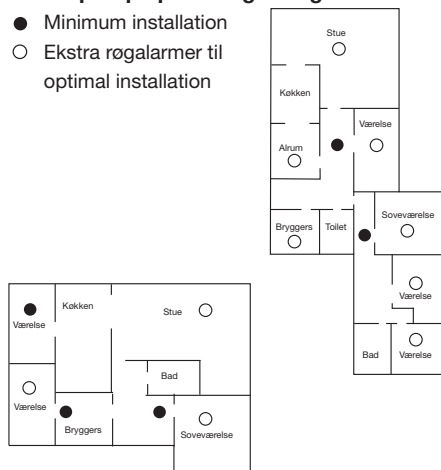 Minimum installation
Ekstra røgalarmer til
optimal installation
Stue
Køkken
Værelse
Alrum
Soveværelse
Bryggers
Toilet
Værelse
Bad
Værelse
Køkken
Stue
Værelse
Bad
Værelse
Bryggers
Soveværelse